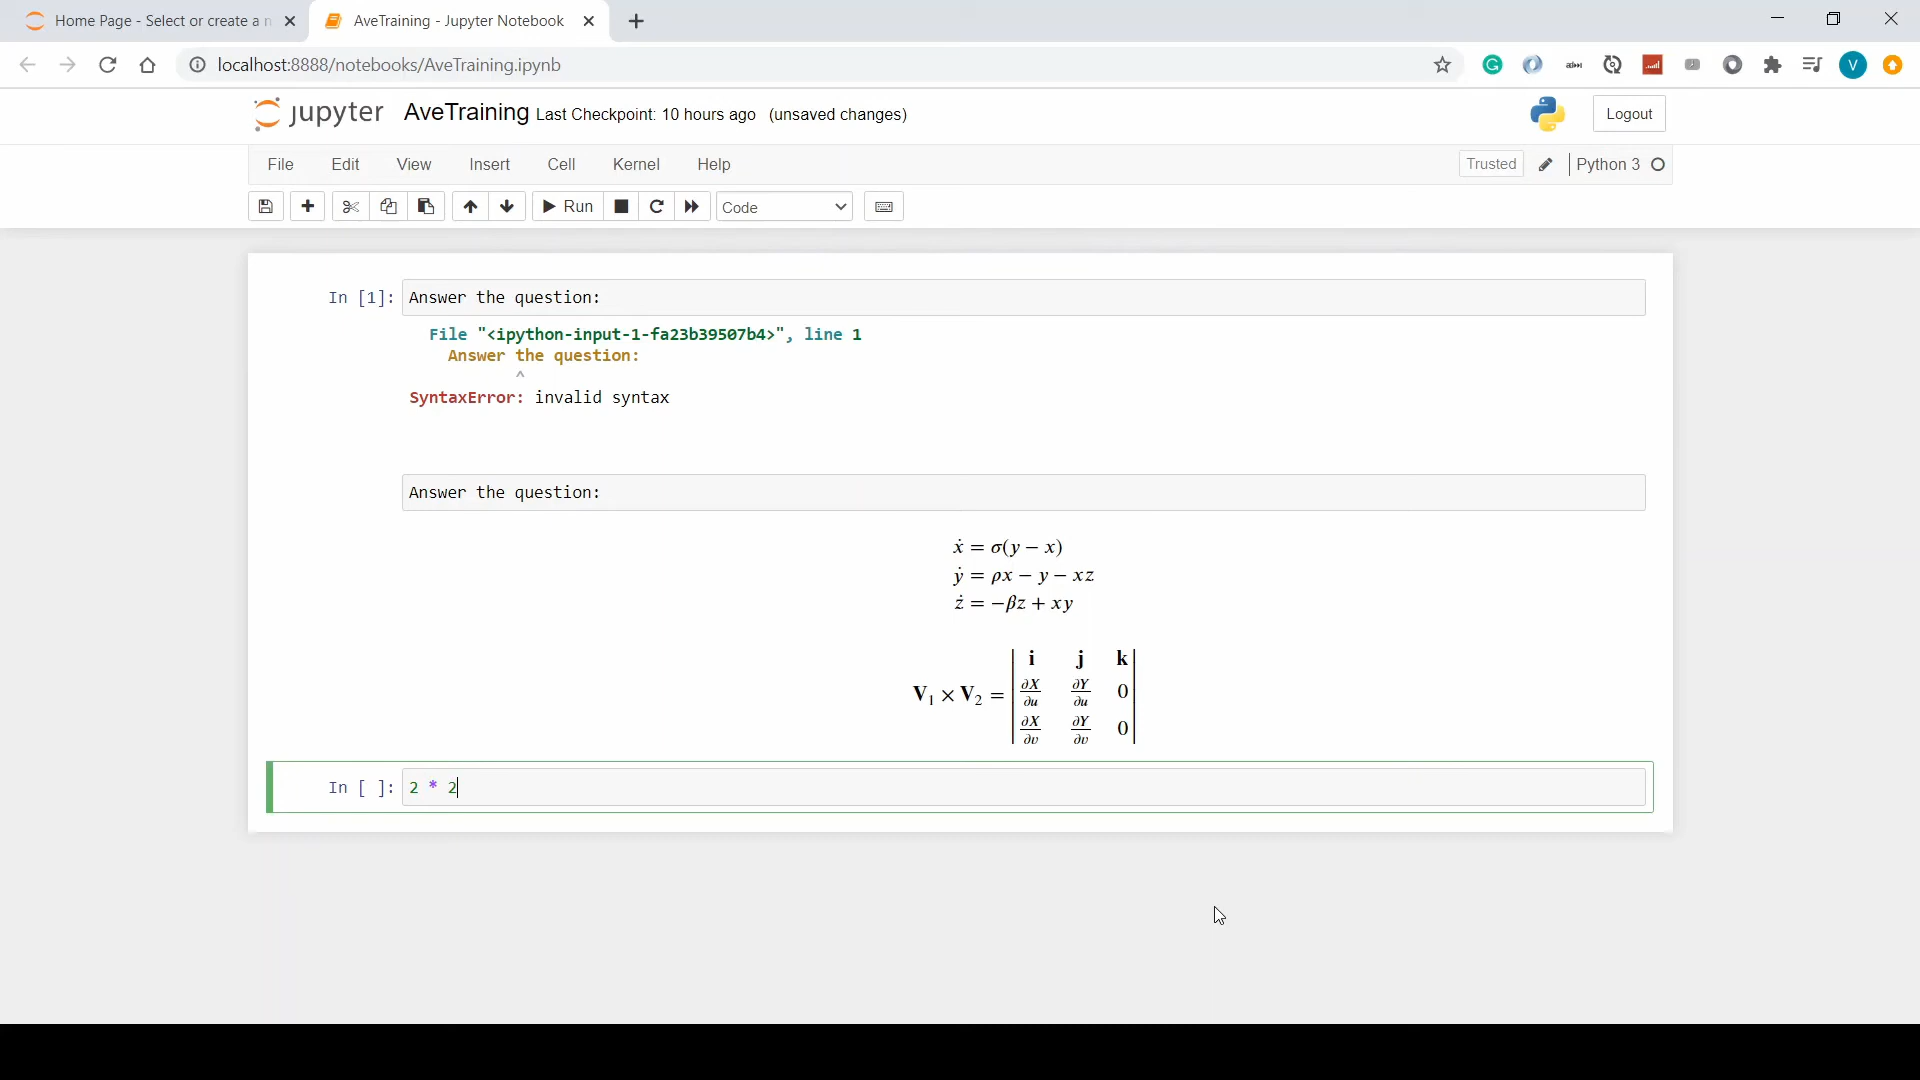 Home Page - Select or create a n
AveTraining - Jupyter Notebook
localhost:8888/notebooks/AveTraining.ipynb
V
jupyter AveTraining Last Checkpoint: 10 hours ago (unsaved changes)
Logout
File Edit View Insert Cell Kernel Help
Trusted Python 3
Run Code
In [1]: Answer the question:
File "<ipython-input-1-fa23b39507b4>", line 1
Answer the question:
^
SyntaxError: invalid syntax
Answer the question:
ẋ = σ(y − x)
ẏ = ρx − y − xz
ż = −βz + xy
i j k
V₁ × V₂ = | ∂X/∂u ∂Y/∂u 0 |
∂X/∂v ∂Y/∂v 0
In [ ]: 2 * 2